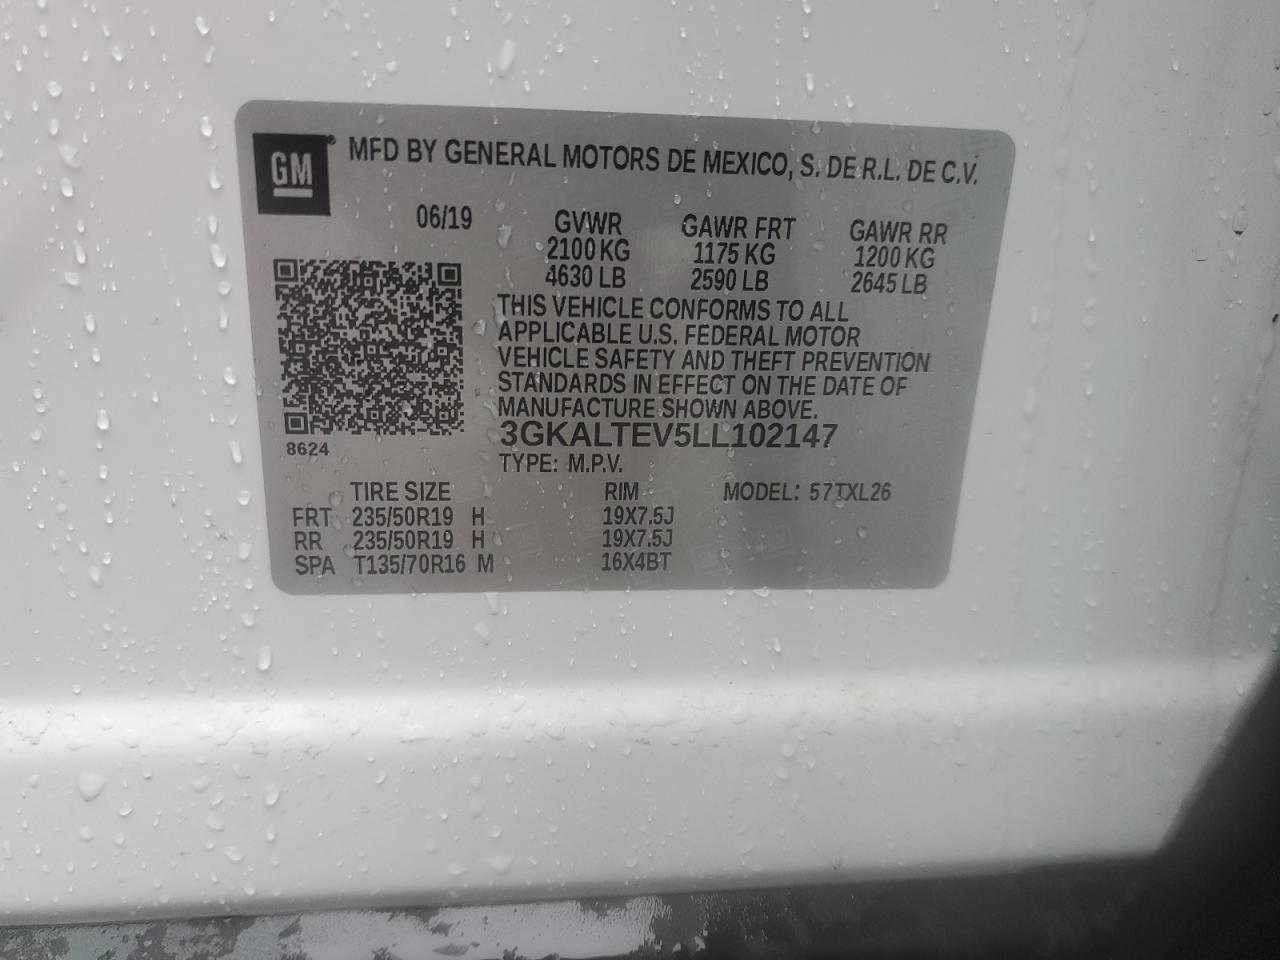 GM® MFD BY GENERAL MOTORS DE MEXICO, S. DE R.L. DE C.V.
06/19 GVWR GAWR FRT GAWR RR
2100 KG 1175 KG 1200 KG
4630 LB 2590 LB 2645 LB
THIS VEHICLE CONFORMS TO ALL
APPLICABLE U.S. FEDERAL MOTOR
VEHICLE SAFETY AND THEFT PREVENTION
STANDARDS IN EFFECT ON THE DATE OF
MANUFACTURE SHOWN ABOVE.
3GKALTEV5LL102147
8624 TYPE: M.P.V.
TIRE SIZE RIM MODEL: 57TXL26
FRT 235/50R19 H 19X7.5J
RR 235/50R19 H 19X7.5J
SPA T135/70R16 M 16X4BT